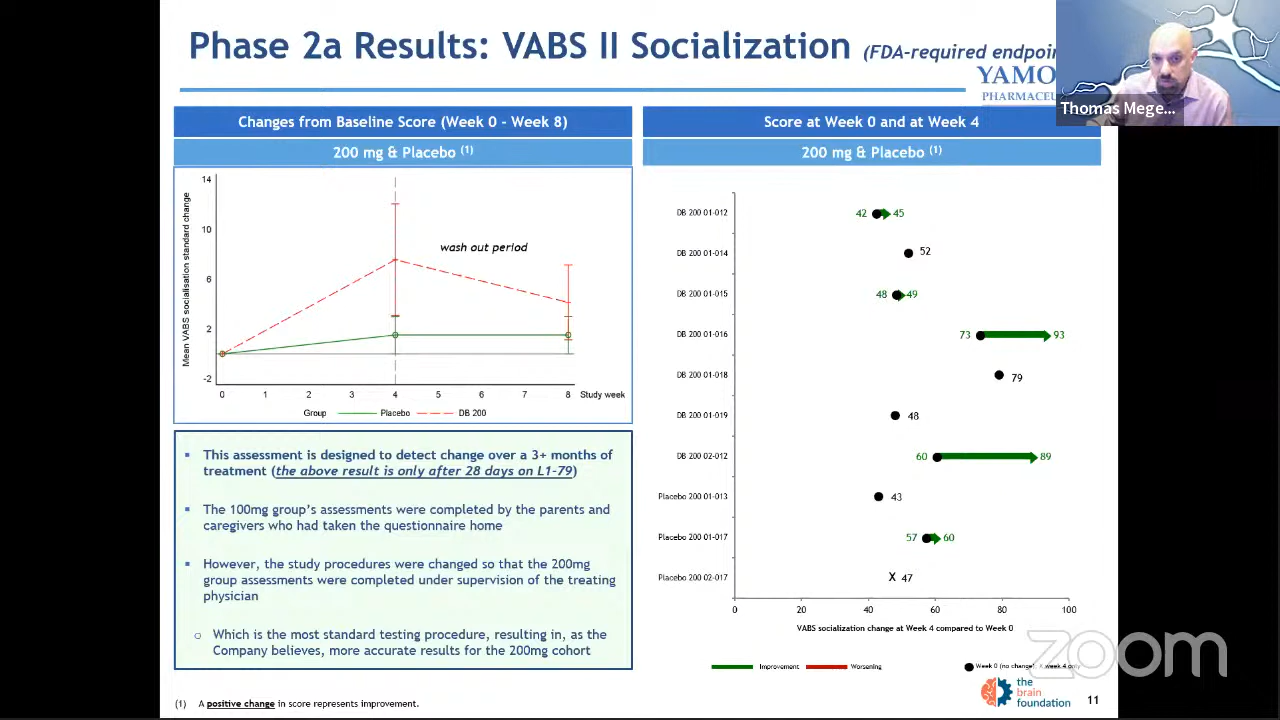 Phase 2a Results: VABS II Socialization (FDA-required endpoin
YAMO
PHARMACEU
Thomas Mege...
Changes from Baseline Score (Week 0 - Week 8)
200 mg & Placebo (1)
14
10
6
2
-2
Mean VABS socialisation standard change
wash out period
0 1 2 3 4 5 6 7 8 Study week
Group Placebo DB 200
▪ This assessment is designed to detect change over a 3+ months of
treatment (the above result is only after 28 days on L1-79)
▪ The 100mg group's assessments were completed by the parents and
caregivers who had taken the questionnaire home
▪ However, the study procedures were changed so that the 200mg
group assessments were completed under supervision of the treating
physician
o Which is the most standard testing procedure, resulting in, as the
Company believes, more accurate results for the 200mg cohort
Score at Week 0 and at Week 4
200 mg & Placebo (1)
DB 200 01-012 42 45
DB 200 01-014 52
DB 200 01-015 48 49
DB 200 01-016 73 93
DB 200 01-018 79
DB 200 01-019 48
DB 200 02-012 60 89
Placebo 200 01-013 43
Placebo 200 01-017 57 60
Placebo 200 02-017 X 47
0 20 40 60 80 100
VABS socialization change at Week 4 compared to Week 0
Improvement Worsening Week 0 (no change), X week 4 only
zoom
the
brain
foundation
11
(1) A positive change in score represents improvement.